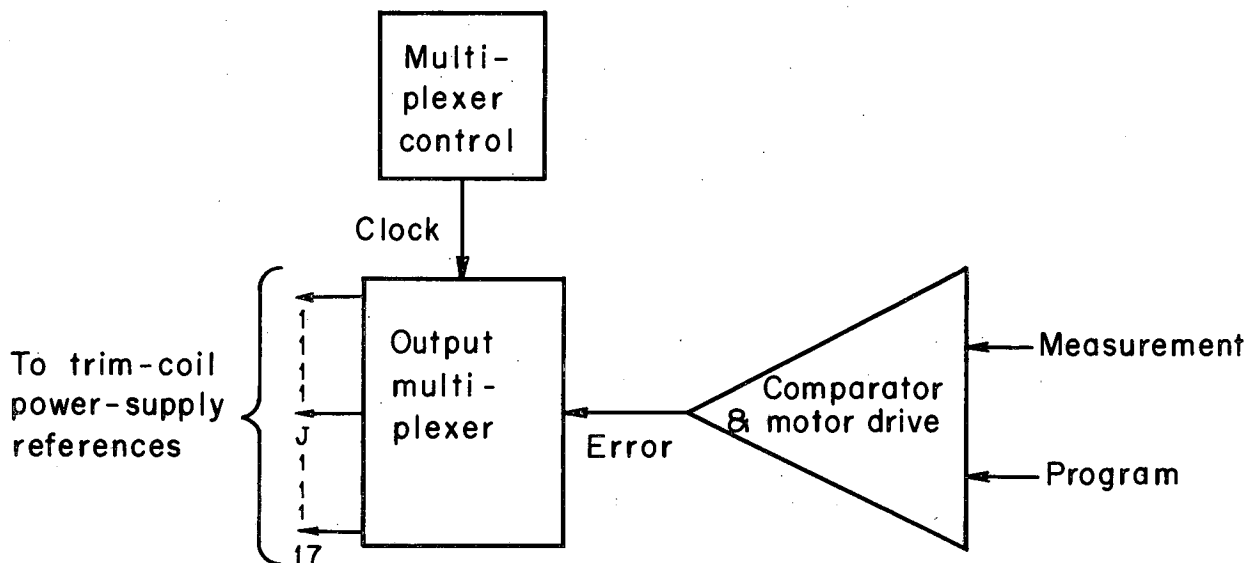 Multi-
plexer
control
Clock
To trim-coil
power-supply
references
1
J
17
Output
multi-
plexer
Error
Comparator
& motor drive
Measurement
Program